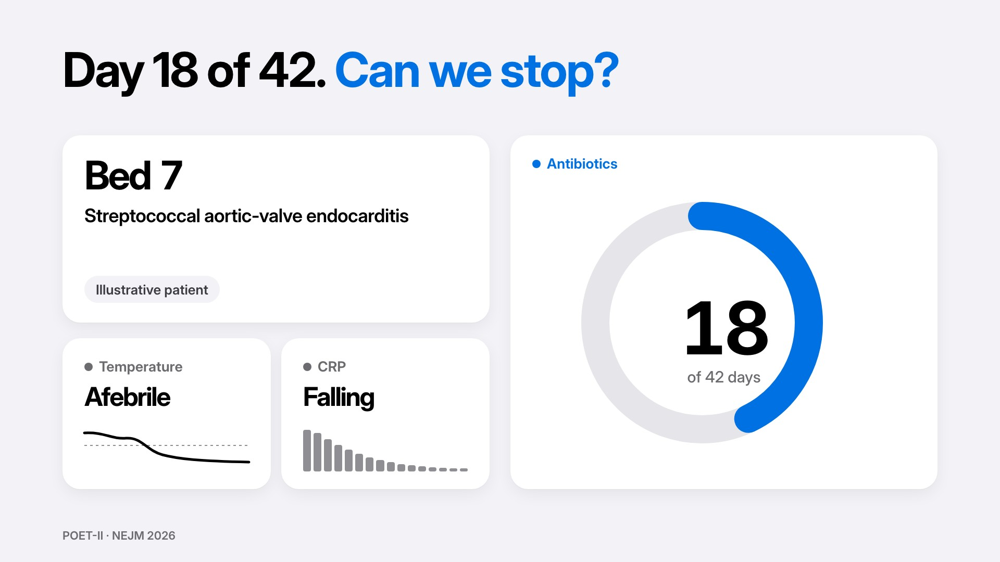 Day 18 of 42. Can we stop?
Bed 7
Streptococcal aortic-valve endocarditis
Illustrative patient
Temperature
Afebrile
CRP
Falling
Antibiotics
18
of 42 days
POET-II · NEJM 2026